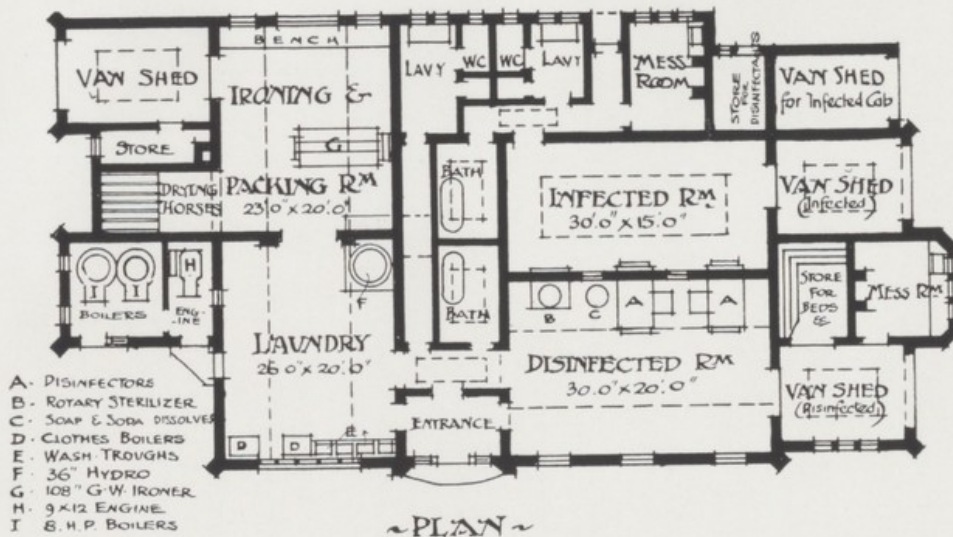 BENCH
VAN SHED
IRONING &
PACKING RM
23'.0" x 20'.0"
G
STORE
DRYING
HORSES
LAVY
WC
WC
LAVY
MESS
ROOM
STORE
FOR
DISINFECTANTS
VAN SHED
for Infected Cab
BATH
INFECTED RM
30'.0" x 15'.0"
VAN SHED
(Infected)
H
I
I
BOILERS
ENG-
INE
F
BATH
B
C
A
A
STORE
FOR
BEDS
&c
MESS RM
LAUNDRY
26'.0" x 20'.0"
DISINFECTED RM
30'.0" x 20'.0"
VAN SHED
(Disinfected)
ENTRANCE
D
D
E
A · DISINFECTORS
B · ROTARY STERILIZER
C · SOAP & SODA DISSOLVER
D · CLOTHES BOILERS
E · WASH TROUGHS
F · 36" HYDRO
G · 108" G·W· IRONER
H · 9 x 12 ENGINE
I 8. H.P. BOILERS
~ PLAN ~